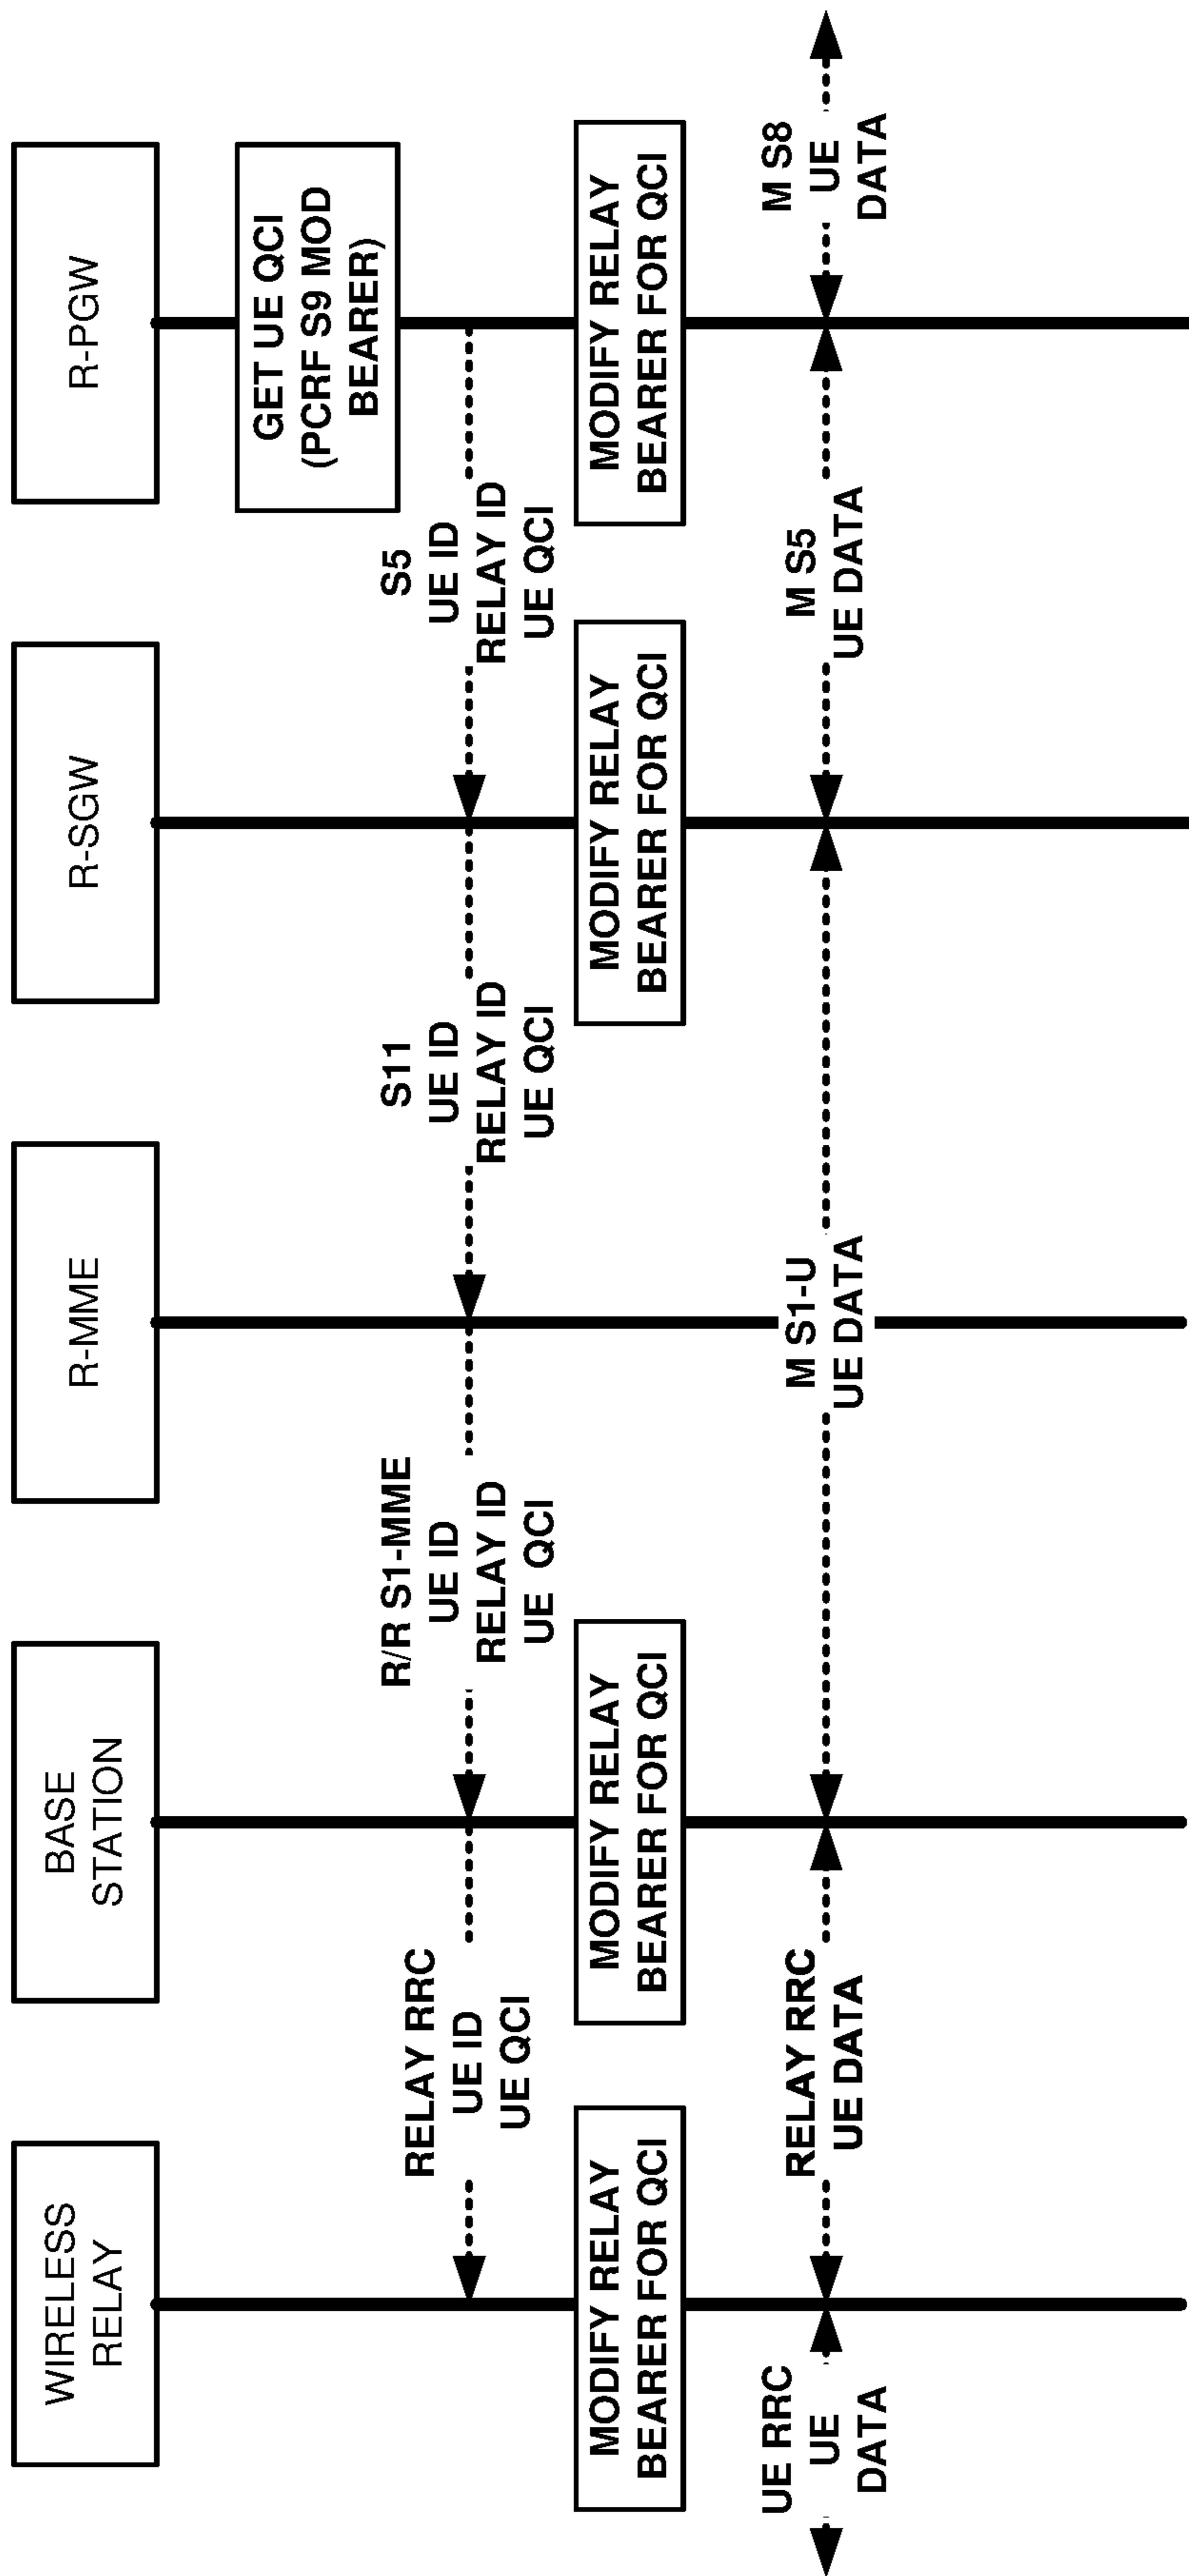 WIRELESS
RELAY
BASE
STATION
R-MME
R-SGW
R-PGW
GET UE QCI
(PCRF S9 MOD
BEARER)
RELAY RRC
UE ID
UE QCI
R/R S1-MME
UE ID
RELAY ID
UE QCI
S11
UE ID
RELAY ID
UE QCI
S5
UE ID
RELAY ID
UE QCI
MODIFY RELAY
BEARER FOR QCI
MODIFY RELAY
BEARER FOR QCI
MODIFY RELAY
BEARER FOR QCI
MODIFY RELAY
BEARER FOR QCI
UE RRC
UE
DATA
RELAY RRC
UE DATA
M S1-U
UE DATA
M S5
UE DATA
M S8
UE
DATA